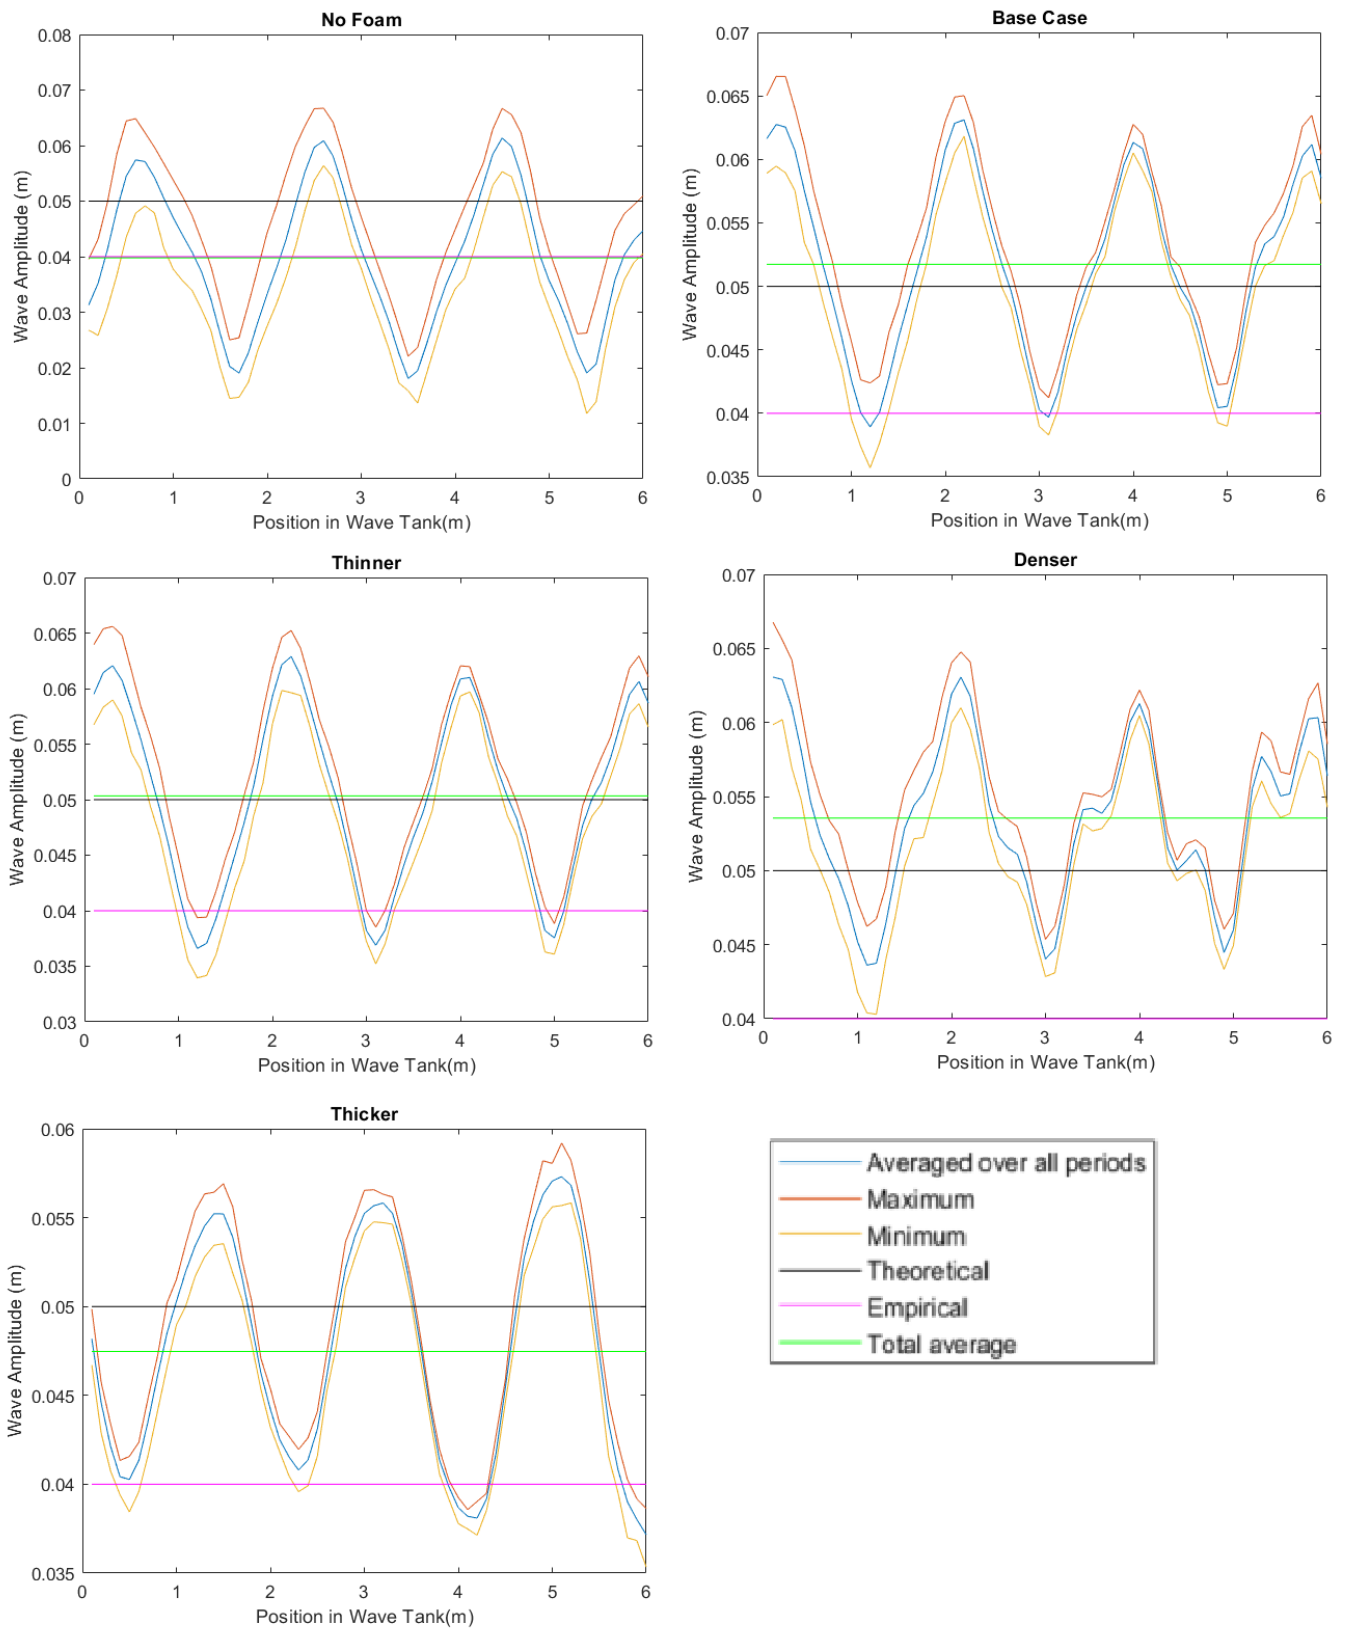 No Foam
0.08
0.07
0.06
0.05
0.04
0.03
0.02
0.01
0
0 1 2 3 4 5 6
Wave Amplitude (m)
Position in Wave Tank(m)
Base Case
0.07
0.065
0.06
0.055
0.05
0.045
0.04
0.035
0 1 2 3 4 5 6
Wave Amplitude (m)
Position in Wave Tank(m)
Thinner
0.07
0.065
0.06
0.055
0.05
0.045
0.04
0.035
0.03
0 1 2 3 4 5 6
Wave Amplitude (m)
Position in Wave Tank(m)
Denser
0.07
0.065
0.06
0.055
0.05
0.045
0.04
0 1 2 3 4 5 6
Wave Amplitude (m)
Position in Wave Tank(m)
Thicker
0.06
0.055
0.05
0.045
0.04
0.035
0 1 2 3 4 5 6
Wave Amplitude (m)
Position in Wave Tank(m)
Averaged over all periods
Maximum
Minimum
Theoretical
Empirical
Total average